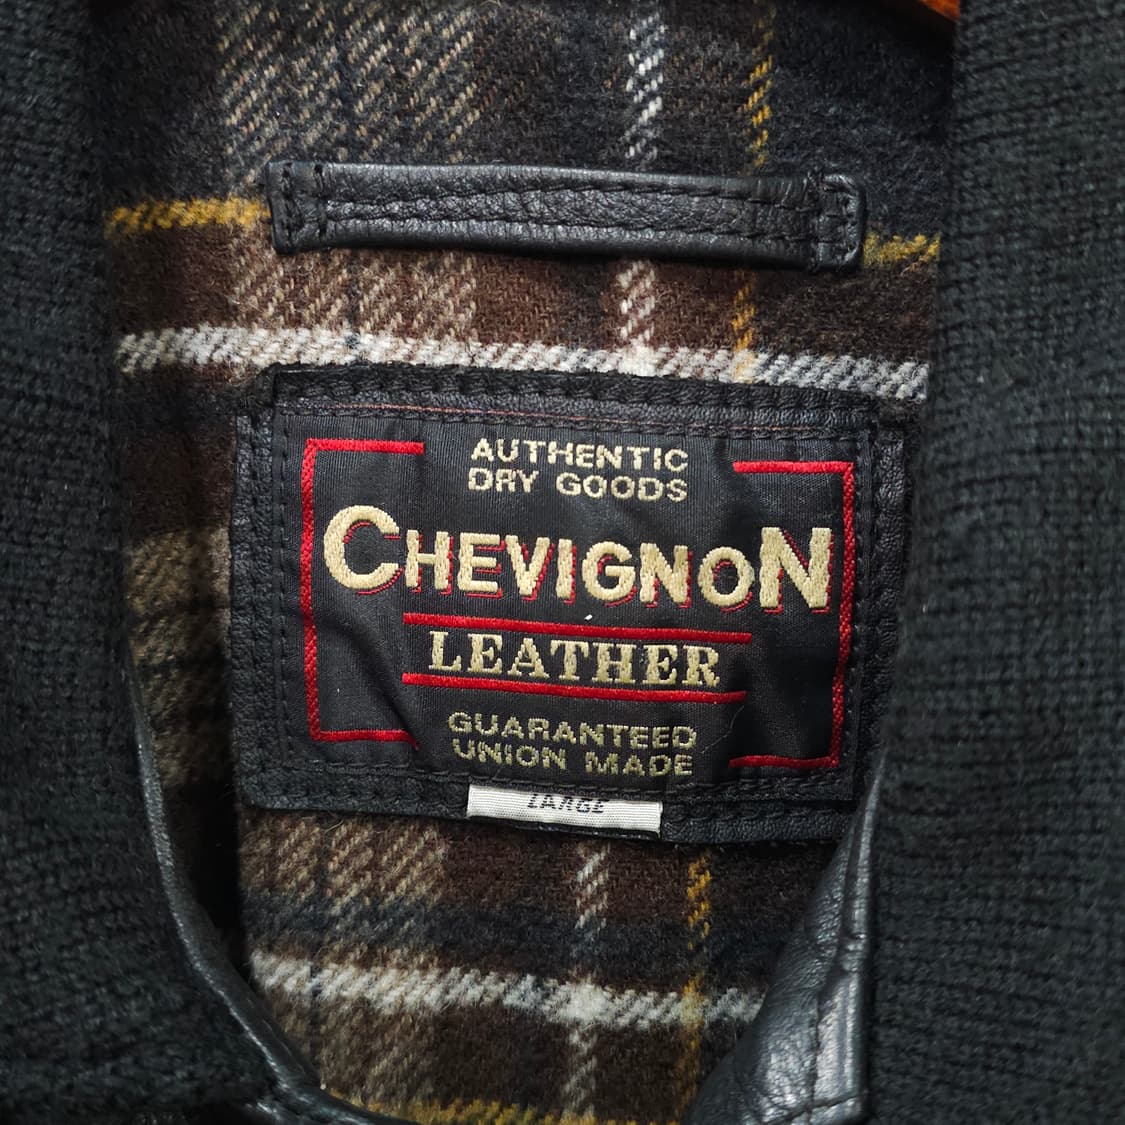 AUTHENTIC
DRY GOODS
CHEVIGNON
LEATHER
GUARANTEED
UNION MADE
LARGE